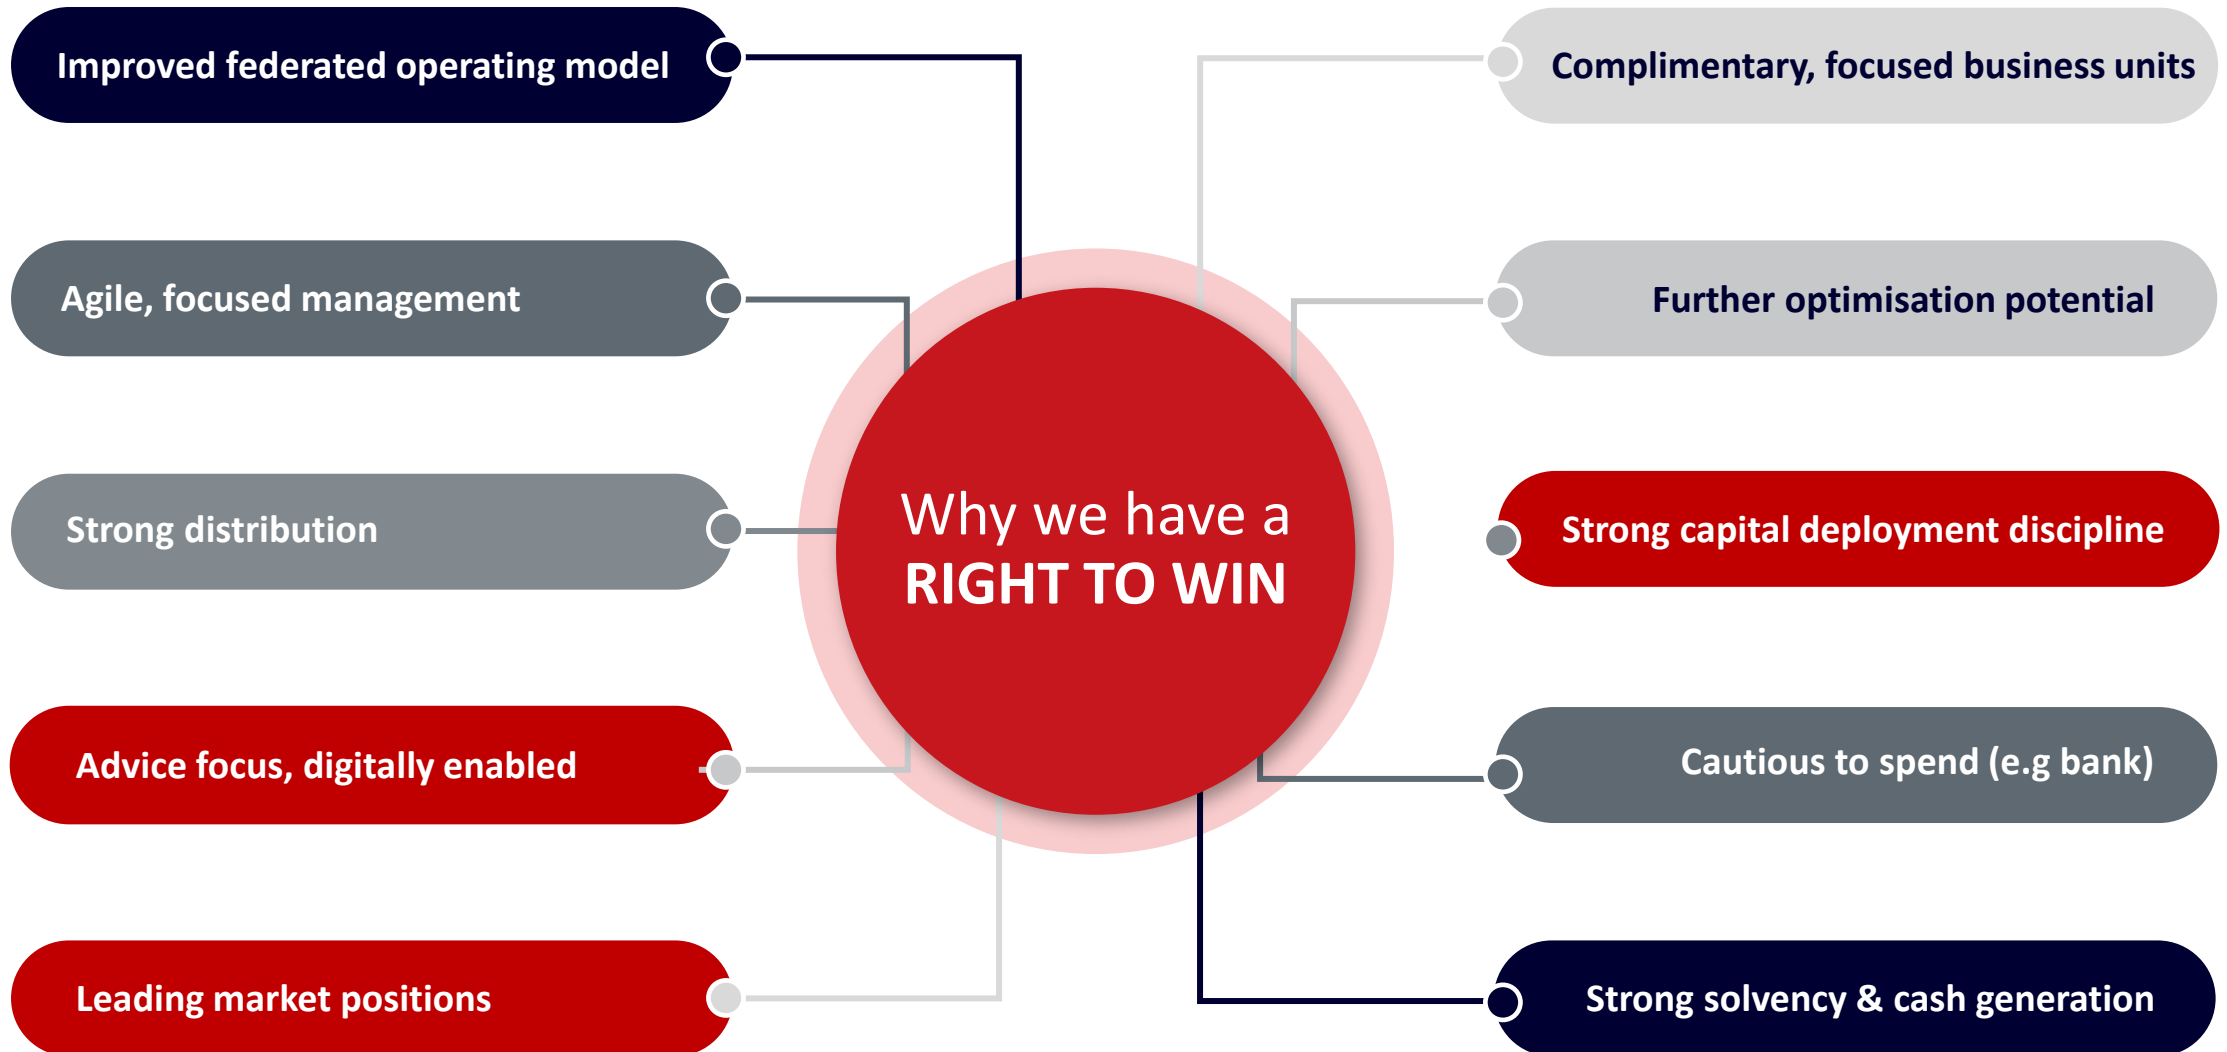 Improved federated operating model
Agile, focused management
Strong distribution
Advice focus, digitally enabled
Leading market positions
Why we have a
RIGHT TO WIN
Complimentary, focused business units
Further optimisation potential
Strong capital deployment discipline
Cautious to spend (e.g bank)
Strong solvency & cash generation